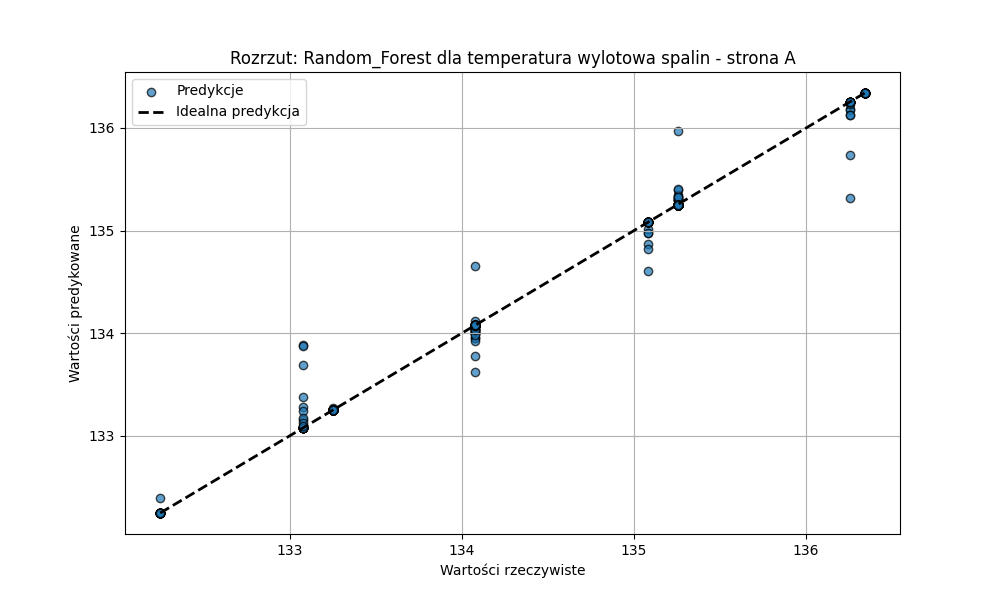 Rozrzut: Random_Forest dla temperatura wylotowa spalin - strona A
Predykcje
Idealna predykcja
136
135
134
133
Wartości predykowane
133
134
135
136
Wartości rzeczywiste